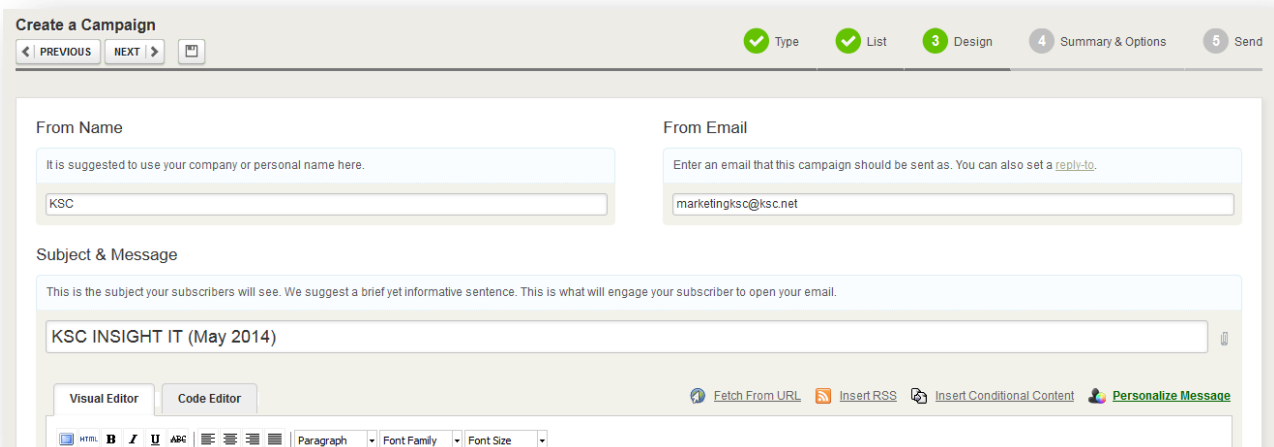 Create a Campaign
PREVIOUS NEXT
Type List 3 Design 4 Summary & Options 5 Send
From Name From Email
It is suggested to use your company or personal name here. Enter an email that this campaign should be sent as. You can also set a reply-to.
KSC marketingksc@ksc.net
Subject & Message
This is the subject your subscribers will see. We suggest a brief yet informative sentence. This is what will engage your subscriber to open your email.
KSC INSIGHT IT (May 2014)
Visual Editor Code Editor Fetch From URL Insert RSS Insert Conditional Content Personalize Message
HTML B I U ABC Paragraph Font Family Font Size